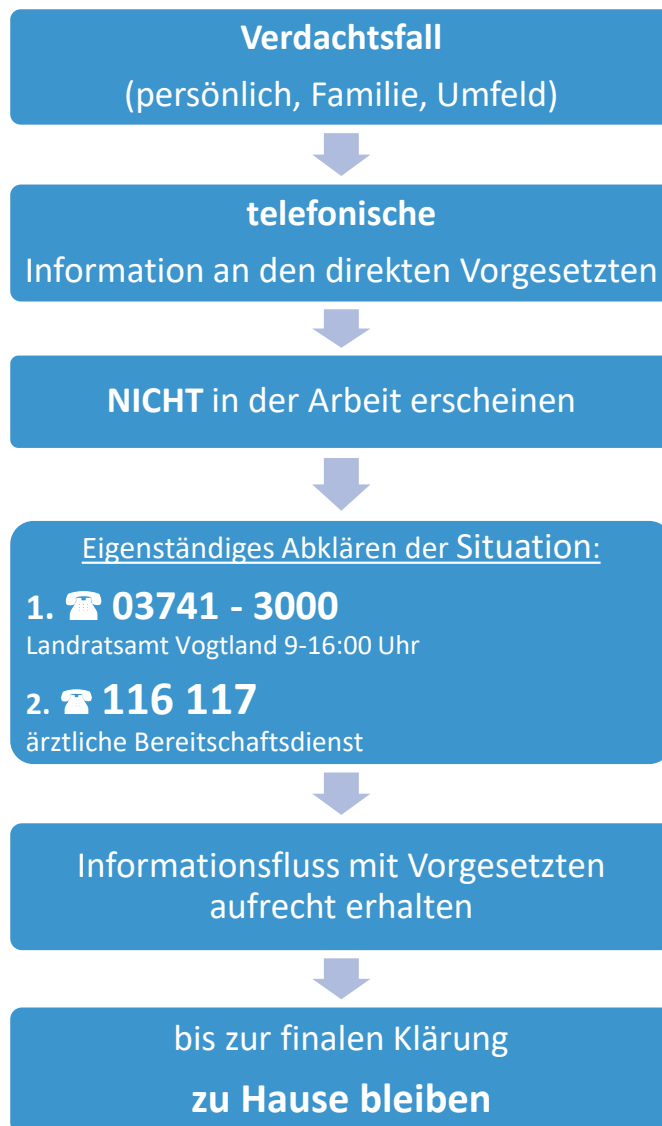 Verdachtsfall
(persönlich, Familie, Umfeld)
telefonische
Information an den direkten Vorgesetzten
NICHT in der Arbeit erscheinen
Eigenständiges Abklären der Situation:
1. ☎ 03741 - 3000
Landratsamt Vogtland 9-16:00 Uhr
2. ☎ 116 117
ärztliche Bereitschaftsdienst
Informationsfluss mit Vorgesetzten
aufrecht erhalten
bis zur finalen Klärung
zu Hause bleiben